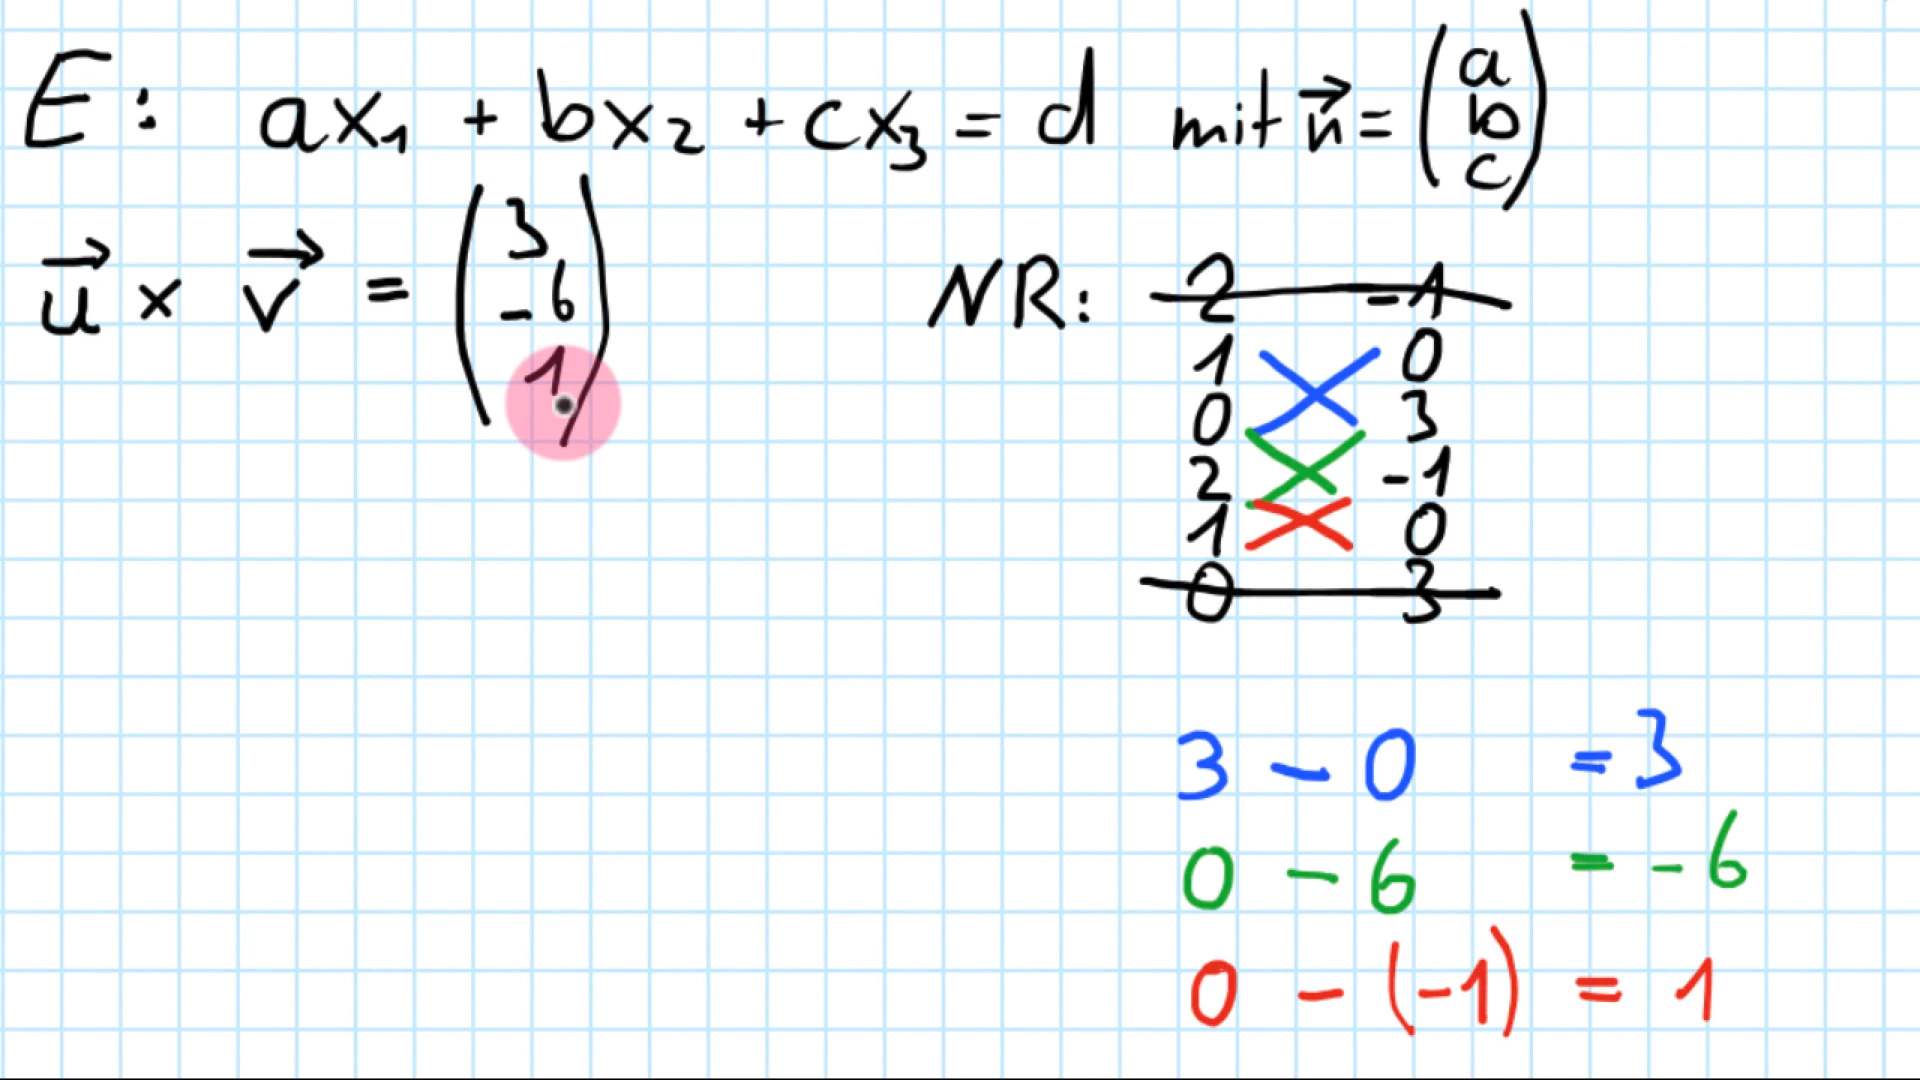 E: ax₁ + bx₂ + cx₃ = d mit n⃗ = (a b c)
u⃗ × v⃗ = (3 -6 1)
NR:
2 -1
1 0
0 3
2 -1
1 0
0 3
3 - 0 = 3
0 - 6 = -6
0 - (-1) = 1